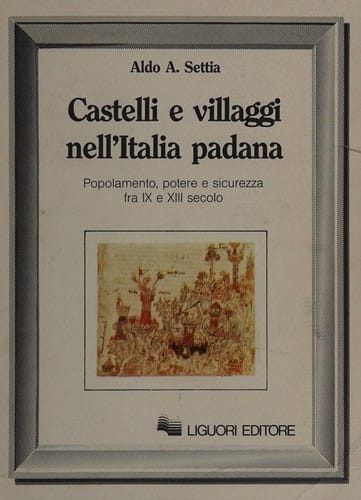 Aldo A. Settia
Castelli e villaggi
nell'Italia padana
Popolamento, potere e sicurezza
fra IX e XIII secolo
LIGUORI EDITORE